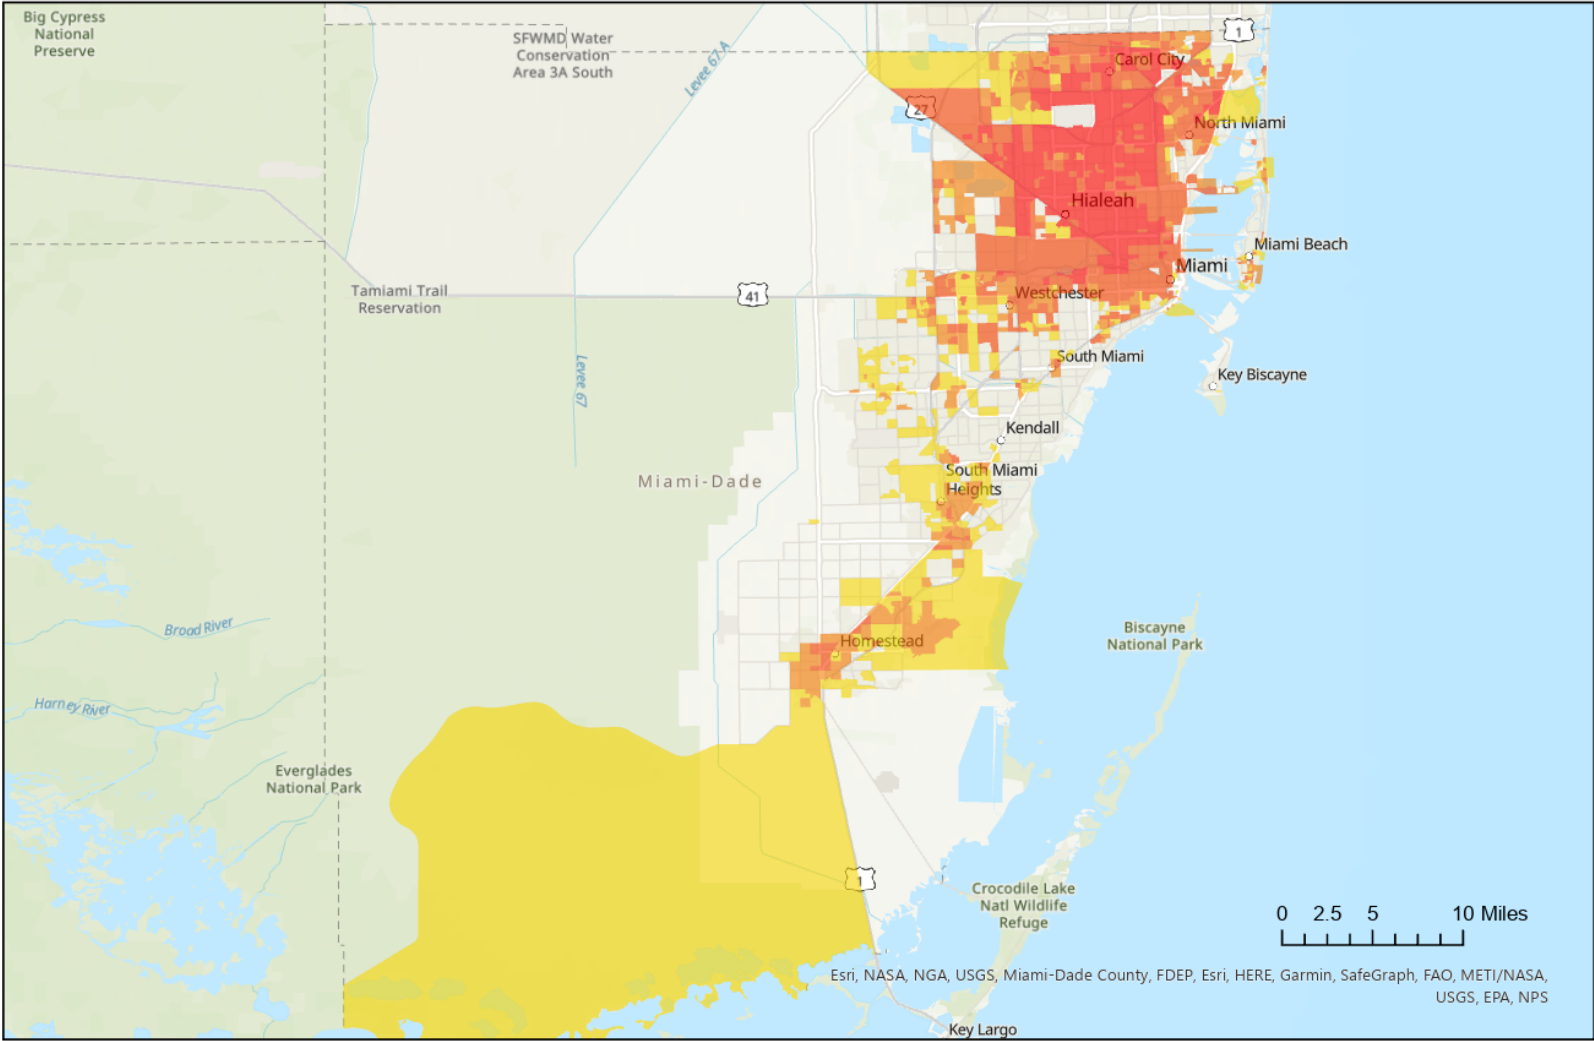 Big Cypress
National
Preserve
SFWMD Water
Conservation
Area 3A South
Levee 67 A
1
Carol City
27
North Miami
Hialeah
Miami Beach
Miami
41
Tamiami Trail
Reservation
Westchester
Levee 67
South Miami
Key Biscayne
Kendall
South Miami
Heights
Miami-Dade
Broad River
Biscayne
National Park
Homestead
Harney River
Everglades
National Park
1
Crocodile Lake
Natl Wildlife
Refuge
0 2.5 5 10 Miles
Esri, NASA, NGA, USGS, Miami-Dade County, FDEP, Esri, HERE, Garmin, SafeGraph, FAO, METI/NASA,
USGS, EPA, NPS
Key Largo